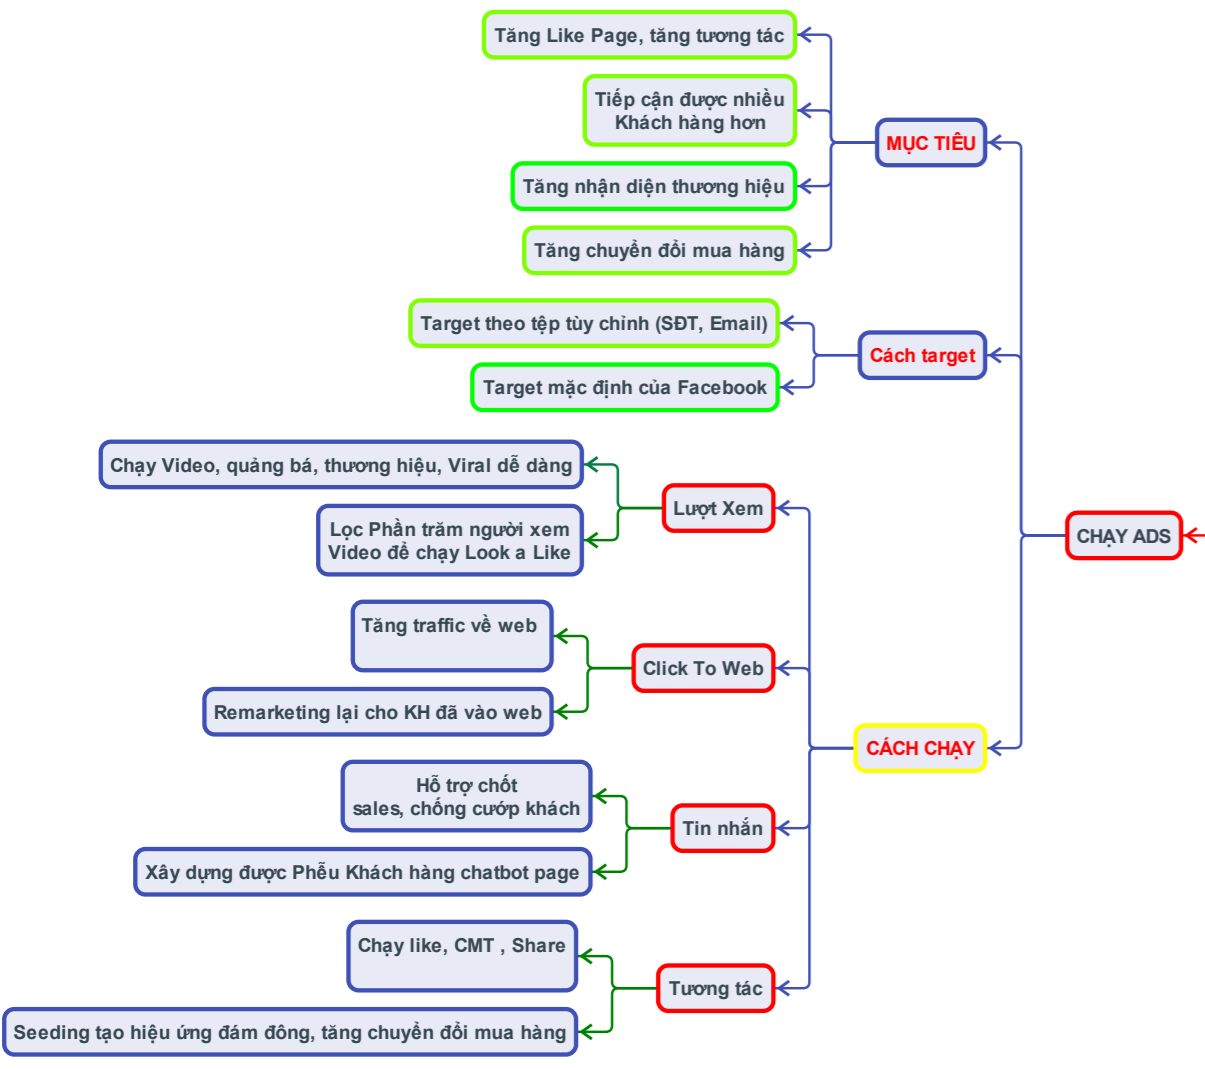 Tăng Like Page, tăng tương tác
Tiếp cận được nhiều
Khách hàng hơn
MỤC TIÊU
Tăng nhận diện thương hiệu
Tăng chuyển đổi mua hàng
Target theo tệp tùy chỉnh (SĐT, Email)
Cách target
Target mặc định của Facebook
Chạy Video, quảng bá, thương hiệu, Viral dễ dàng
Lượt Xem
Lọc Phần trăm người xem
Video để chạy Look a Like
CHẠY ADS
Tăng traffic về web
Click To Web
Remarketing lại cho KH đã vào web
CÁCH CHẠY
Hỗ trợ chốt
sales, chống cướp khách
Tin nhắn
Xây dựng được Phễu Khách hàng chatbot page
Chạy like, CMT , Share
Tương tác
Seeding tạo hiệu ứng đám đông, tăng chuyển đổi mua hàng